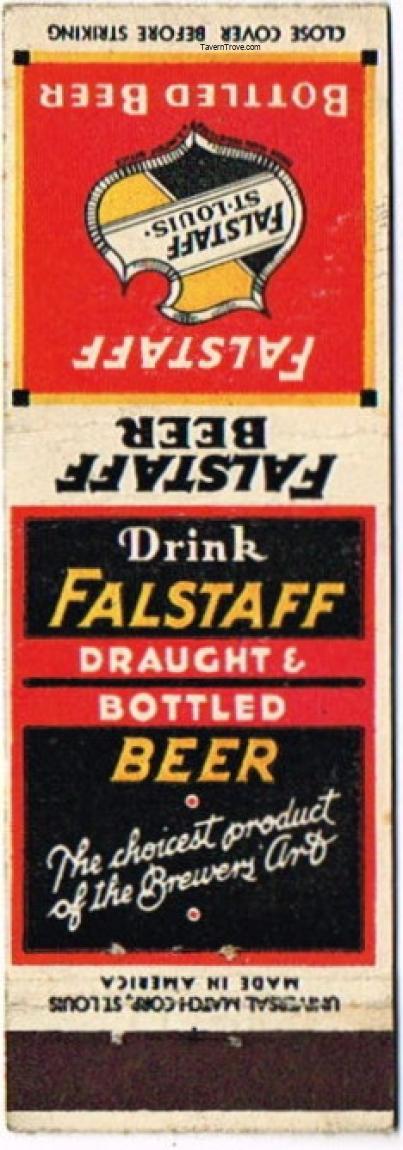 CLOSE COVER BEFORE STRIKING
TavernTrove.com
BOTTLED BEER
FALSTAFF
ST. LOUIS.
FALSTAFF
FALSTAFF
BEER
Drink
FALSTAFF
DRAUGHT &
BOTTLED
BEER
The choicest product
of the Brewers' Art
MADE IN AMERICA
UNIVERSAL MATCH CORP., ST. LOUIS